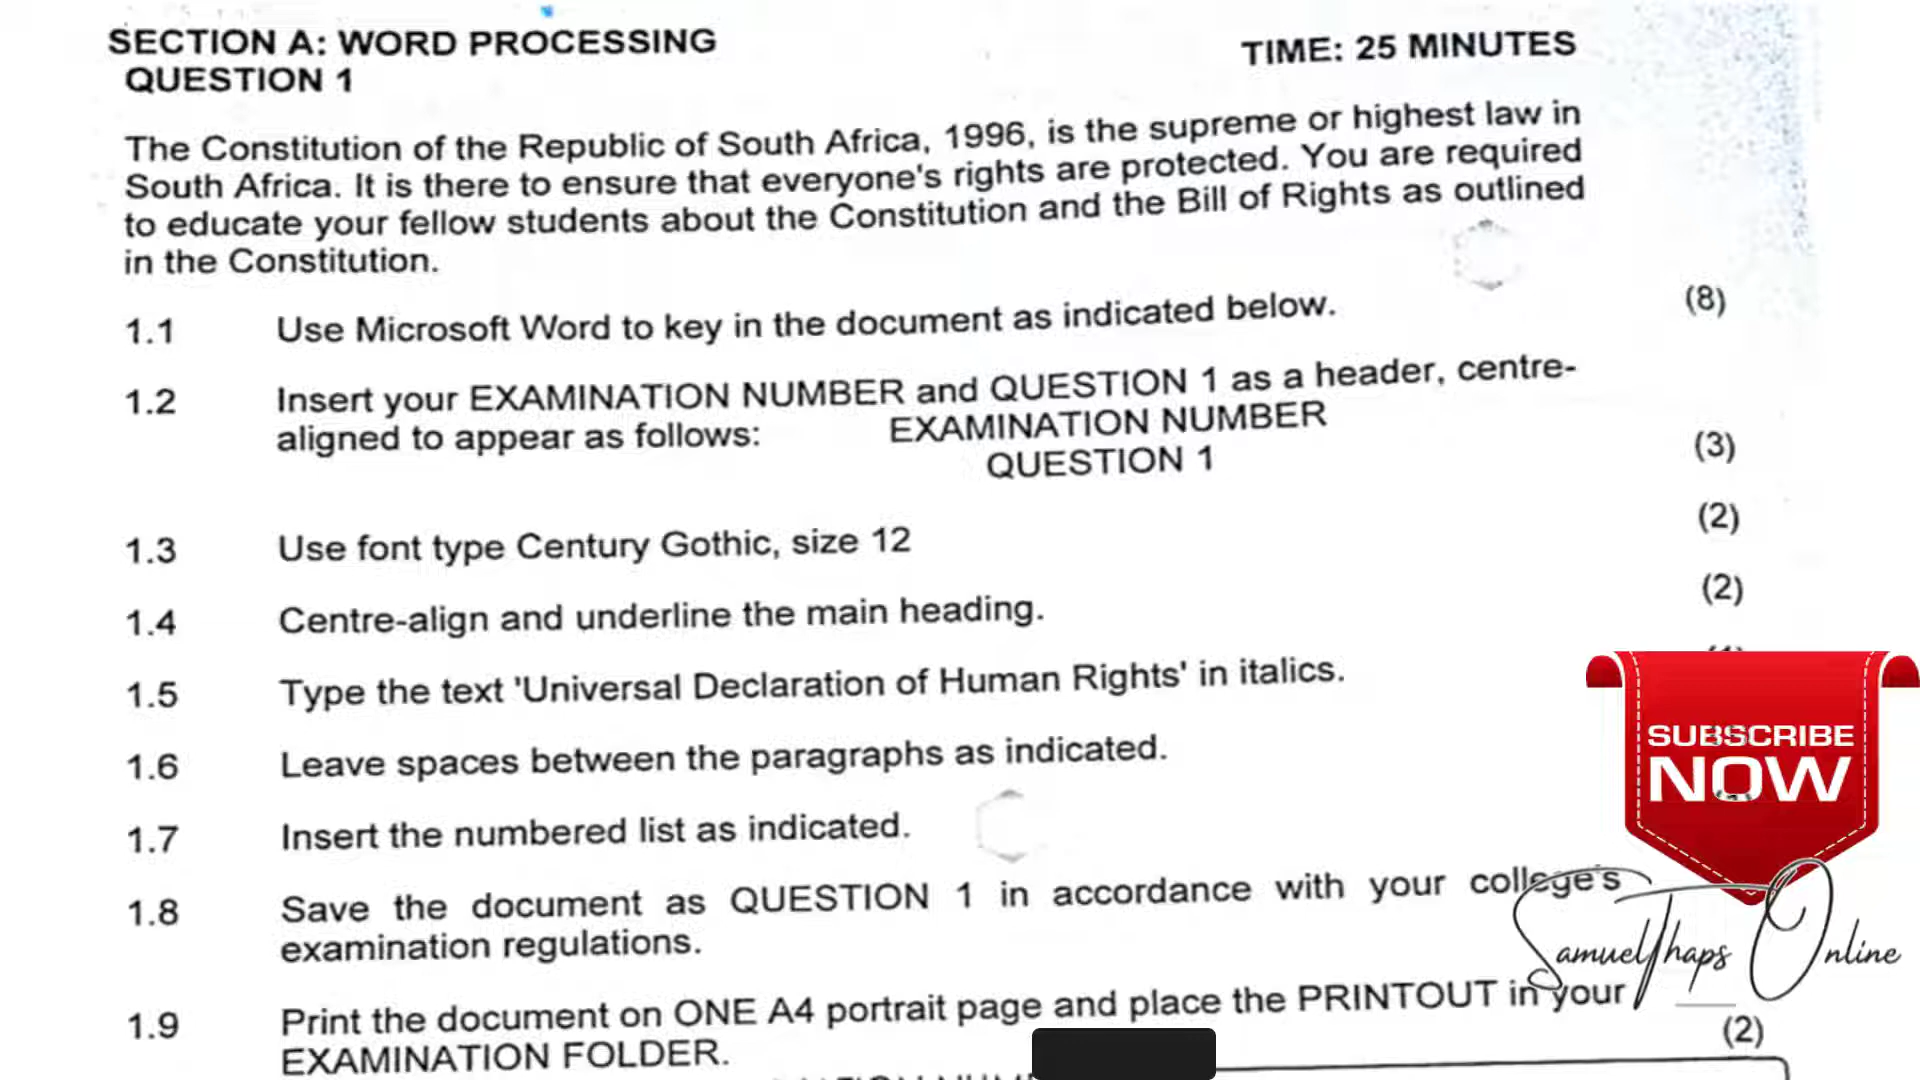 SECTION A: WORD PROCESSING
TIME: 25 MINUTES
QUESTION 1
The Constitution of the Republic of South Africa, 1996, is the supreme or highest law in
South Africa. It is there to ensure that everyone's rights are protected. You are required
to educate your fellow students about the Constitution and the Bill of Rights as outlined
in the Constitution.
1.1 Use Microsoft Word to key in the document as indicated below. (8)
1.2 Insert your EXAMINATION NUMBER and QUESTION 1 as a header, centre-
aligned to appear as follows: EXAMINATION NUMBER
QUESTION 1 (3)
1.3 Use font type Century Gothic, size 12 (2)
1.4 Centre-align and underline the main heading. (2)
1.5 Type the text 'Universal Declaration of Human Rights' in italics.
1.6 Leave spaces between the paragraphs as indicated.
1.7 Insert the numbered list as indicated.
1.8 Save the document as QUESTION 1 in accordance with your college's
examination regulations.
1.9 Print the document on ONE A4 portrait page and place the PRINTOUT in your
EXAMINATION FOLDER. (2)
SUBSCRIBE
NOW
SamuelThaps Online